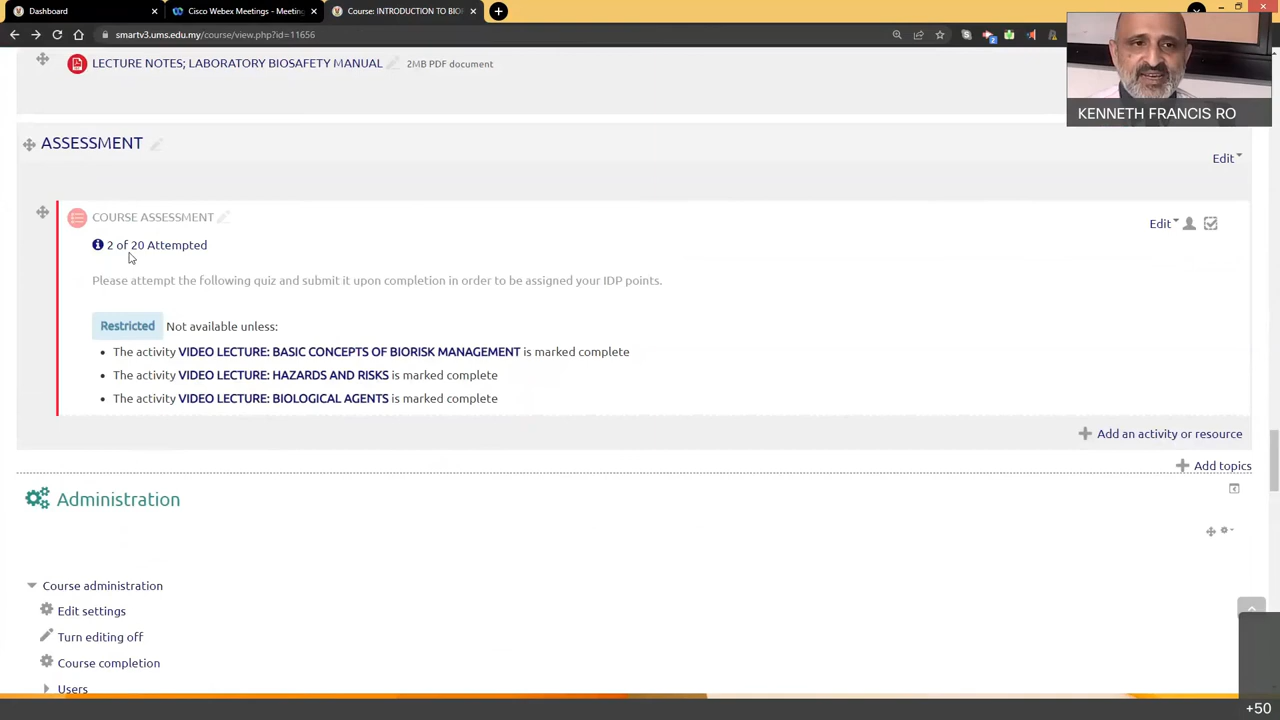 Dashboard
Cisco Webex Meetings - Meeting
Course: INTRODUCTION TO BIO
smartv3.ums.edu.my/course/view.php?id=11656
KENNETH FRANCIS RO
LECTURE NOTES; LABORATORY BIOSAFETY MANUAL 2MB PDF document
ASSESSMENT
Edit
COURSE ASSESSMENT
Edit
2 of 20 Attempted
Please attempt the following quiz and submit it upon completion in order to be assigned your IDP points.
Restricted Not available unless:
• The activity VIDEO LECTURE: BASIC CONCEPTS OF BIORISK MANAGEMENT is marked complete
• The activity VIDEO LECTURE: HAZARDS AND RISKS is marked complete
• The activity VIDEO LECTURE: BIOLOGICAL AGENTS is marked complete
Add an activity or resource
Add topics
Administration
Course administration
Edit settings
Turn editing off
Course completion
Users
+50